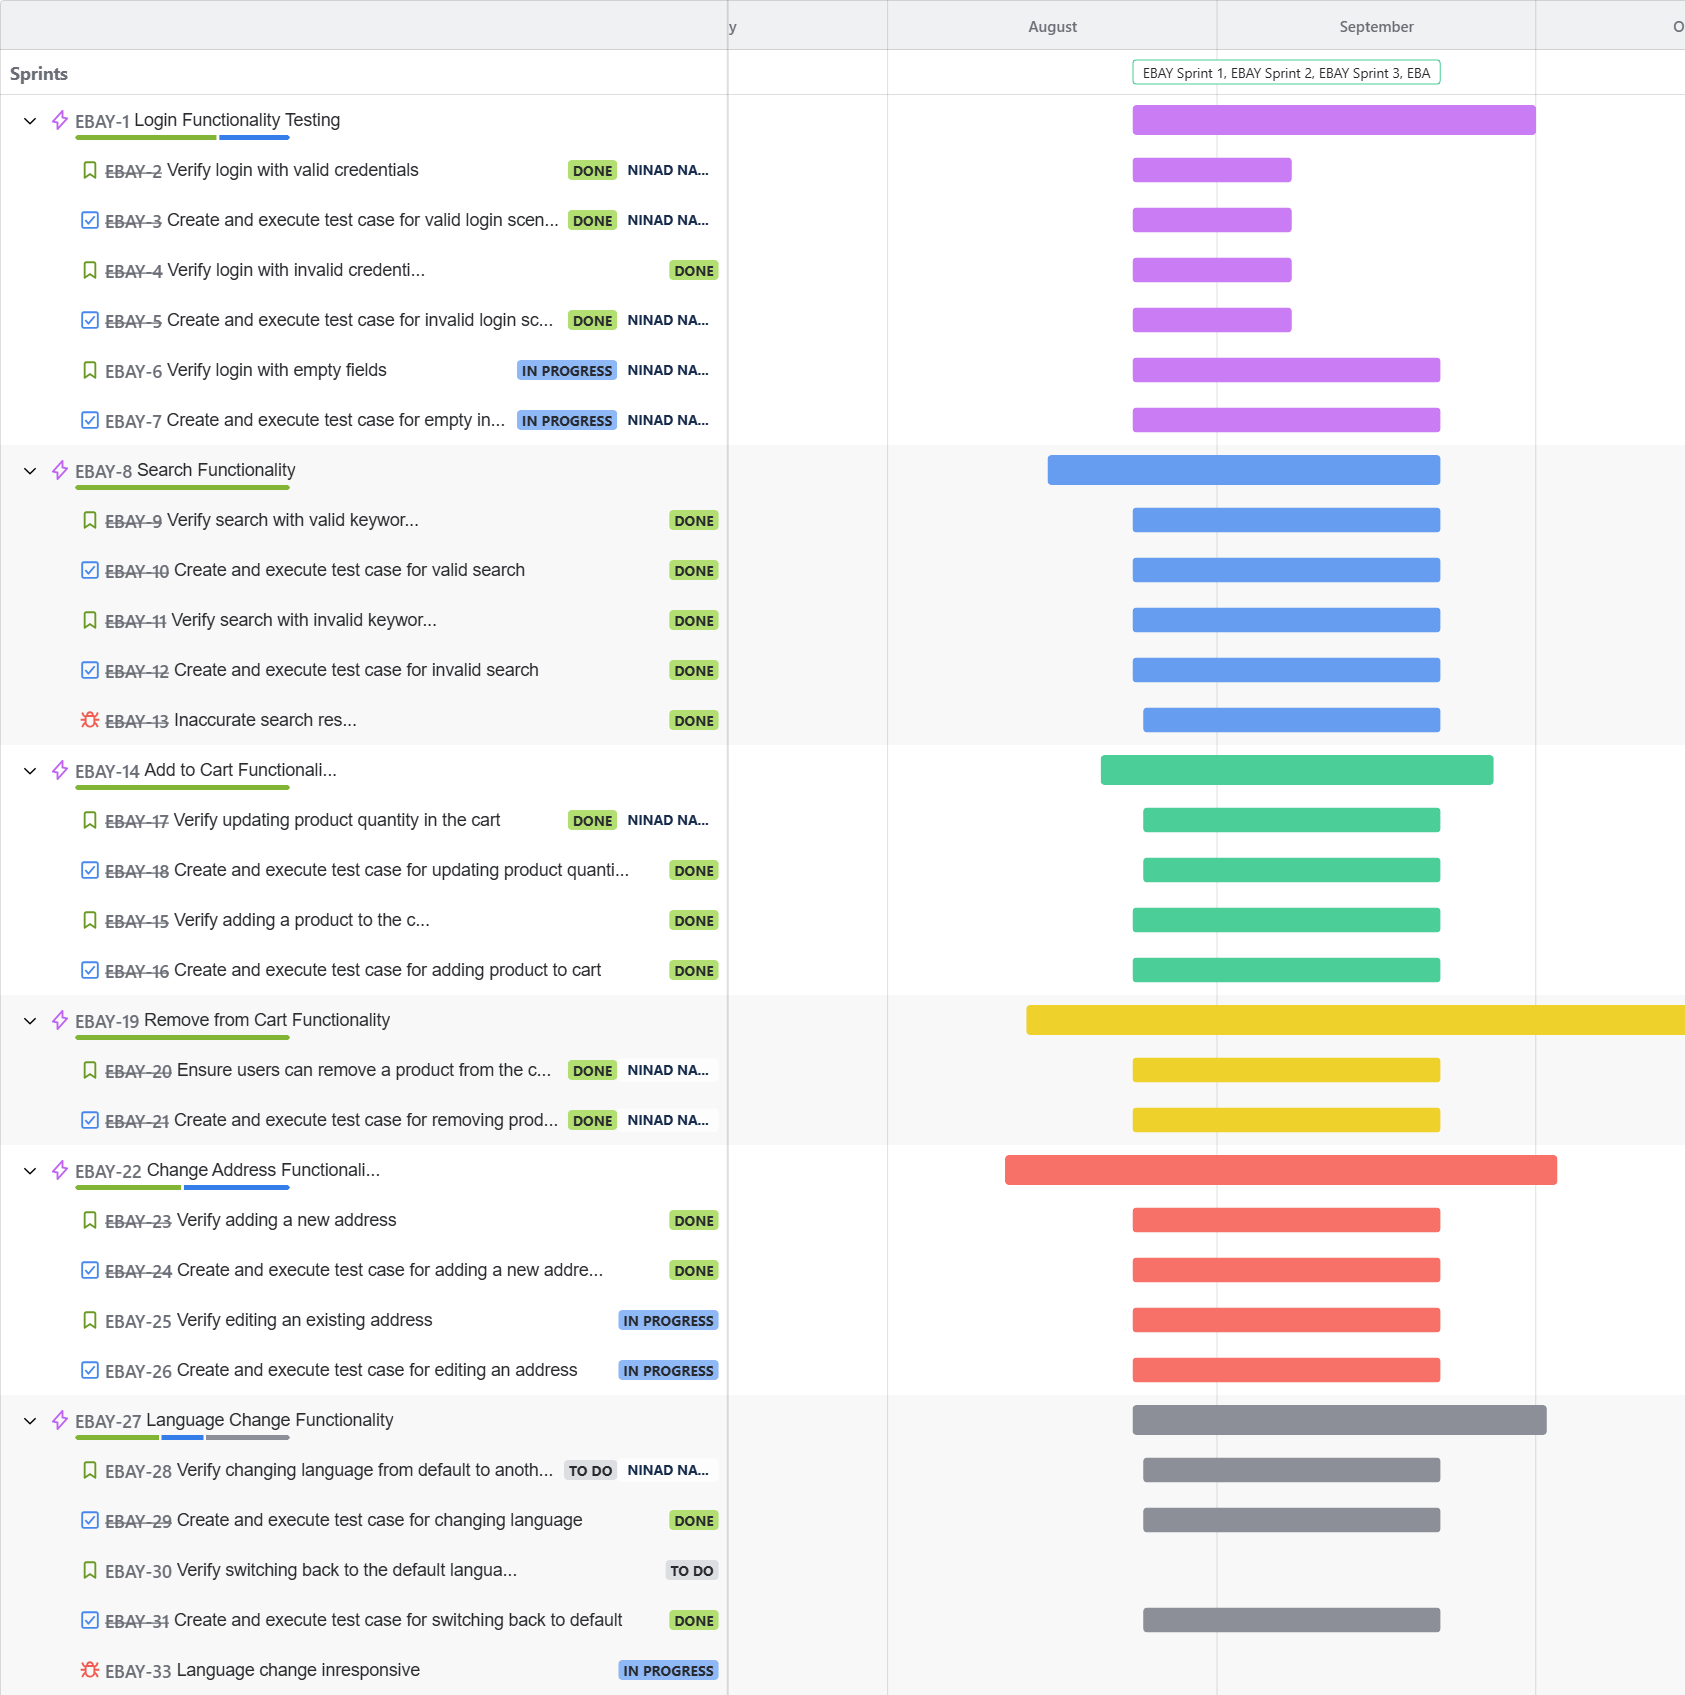 y August September O
Sprints EBAY Sprint 1, EBAY Sprint 2, EBAY Sprint 3, EBA
EBAY-1 Login Functionality Testing
EBAY-2 Verify login with valid credentials DONE NINAD NA...
EBAY-3 Create and execute test case for valid login scen... DONE NINAD NA...
EBAY-4 Verify login with invalid credenti... DONE
EBAY-5 Create and execute test case for invalid login sc... DONE NINAD NA...
EBAY-6 Verify login with empty fields IN PROGRESS NINAD NA...
EBAY-7 Create and execute test case for empty in... IN PROGRESS NINAD NA...
EBAY-8 Search Functionality
EBAY-9 Verify search with valid keywor... DONE
EBAY-10 Create and execute test case for valid search DONE
EBAY-11 Verify search with invalid keywor... DONE
EBAY-12 Create and execute test case for invalid search DONE
EBAY-13 Inaccurate search res... DONE
EBAY-14 Add to Cart Functionali...
EBAY-17 Verify updating product quantity in the cart DONE NINAD NA...
EBAY-18 Create and execute test case for updating product quanti... DONE
EBAY-15 Verify adding a product to the c... DONE
EBAY-16 Create and execute test case for adding product to cart DONE
EBAY-19 Remove from Cart Functionality
EBAY-20 Ensure users can remove a product from the c... DONE NINAD NA...
EBAY-21 Create and execute test case for removing prod... DONE NINAD NA...
EBAY-22 Change Address Functionali...
EBAY-23 Verify adding a new address DONE
EBAY-24 Create and execute test case for adding a new addre... DONE
EBAY-25 Verify editing an existing address IN PROGRESS
EBAY-26 Create and execute test case for editing an address IN PROGRESS
EBAY-27 Language Change Functionality
EBAY-28 Verify changing language from default to anoth... TO DO NINAD NA...
EBAY-29 Create and execute test case for changing language DONE
EBAY-30 Verify switching back to the default langua... TO DO
EBAY-31 Create and execute test case for switching back to default DONE
EBAY-33 Language change inresponsive IN PROGRESS